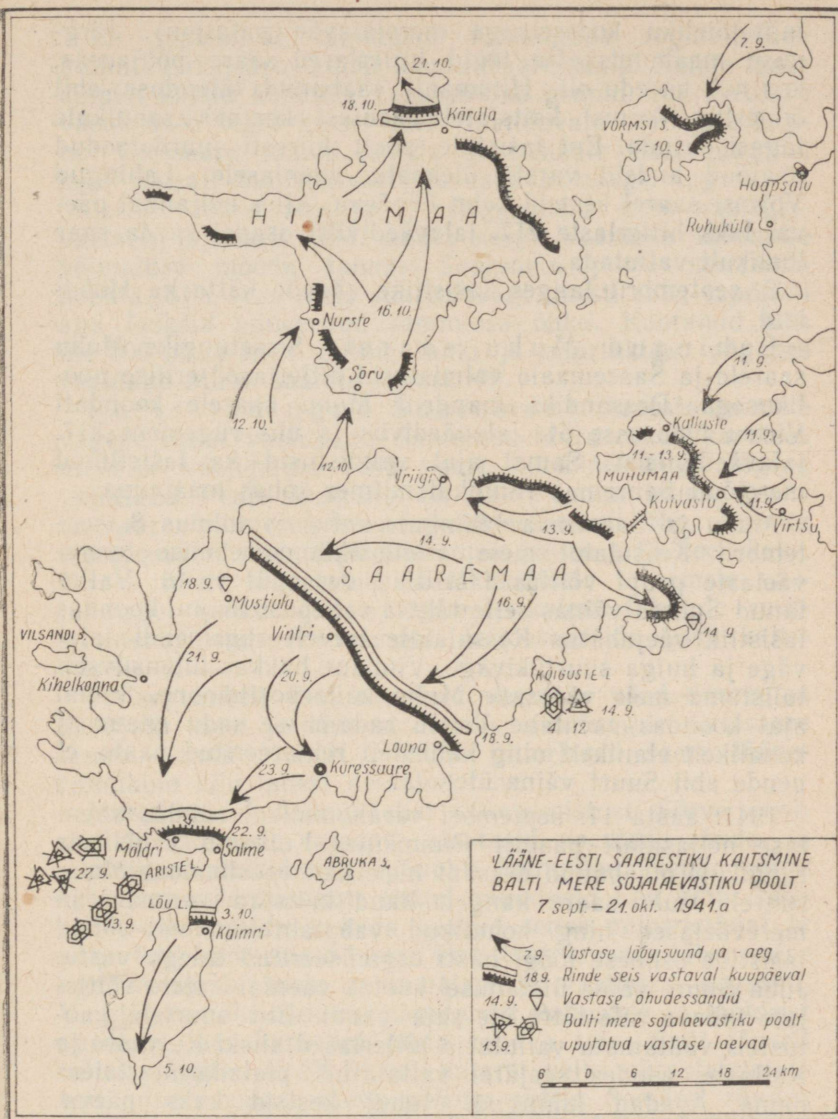 7. 9.
21. 10.
18. 10.
Kärdla
VORMSI S.
7-10. 9.
Haapsalu
Rohuküla
HIIUMAA
16. 10.
Nurste
Sõru
12. 10.
12.10
11. 9.
Kallaste
11.-13. 9.
11.9.
MUHUMAA
Kuivastu
11.9.
Virtsu
Triigi
13. 9.
14. 9.
SAAREMAA
16. 9.
14. 9.
18. 9.
Mustjala
Vintri
VILSANDI S.
Kihelkonna
21. 9.
20. 9.
KÕIGUSTE L.
14. 9.
4 12
18. 9.
Loona
23. 9.
Kuressaare
22. 9.
Möldri
Salme
ABRUKA S.
ARISTE L.
27. 9.
LÕU L.
13. 9.
3. 10.
Kaimri
5. 10.
LÄÄNE-EESTI SAARESTIKU KAITSMINE
BALTI MERE SÕJALAEVASTIKU POOLT
7. sept. - 21. okt. 1941.a
7.9. Vastase löögisuund ja -aeg
18.9. Rinde seis vastaval kuupäeval
14. 9. Vastase õhudessandid
Balti mere sõjalaevastiku poolt
13.9. uputatud vastase laevad
6 0 6 12 18 24 km